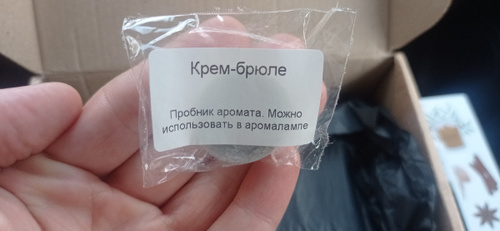 Крем-брюле
Пробник аромата. Можно
использовать в аромалампе